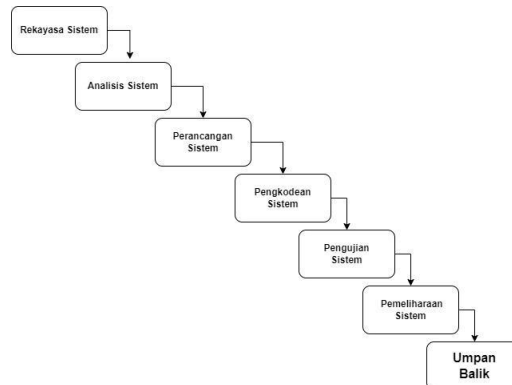 Rekayasa Sistem
Analisis Sistem
Perancangan
Sistem
Pengkodean
Sistem
Pengujian
Sistem
Pemeliharaan
Sistem
Umpan
Balik